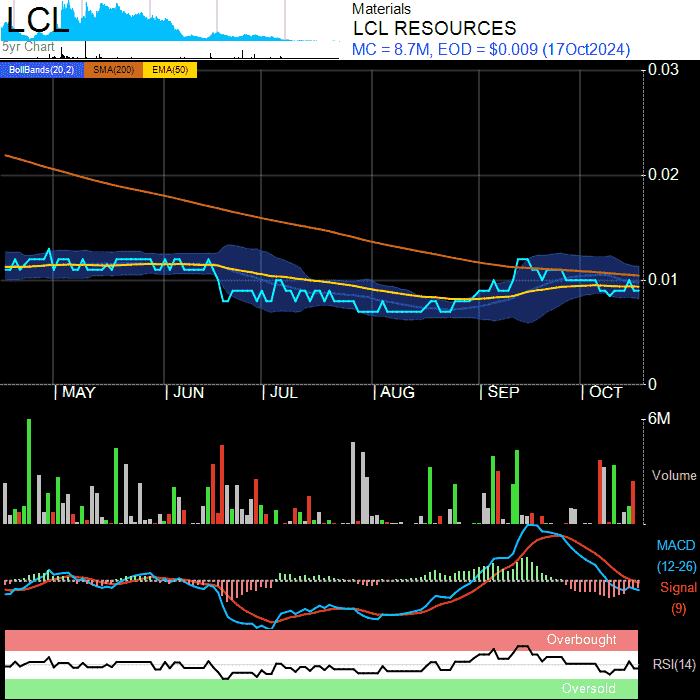 LCL
5yr Chart
Materials
LCL RESOURCES
MC = 8.7M, EOD = $0.009 (17Oct2024)
BollBands(20,2) SMA(200) EMA(50)
0.03
0.02
0.01
0
MAY JUN JUL AUG SEP OCT
6M
Volume
MACD
(12-26)
Signal
(9)
Overbought
RSI(14)
Oversold